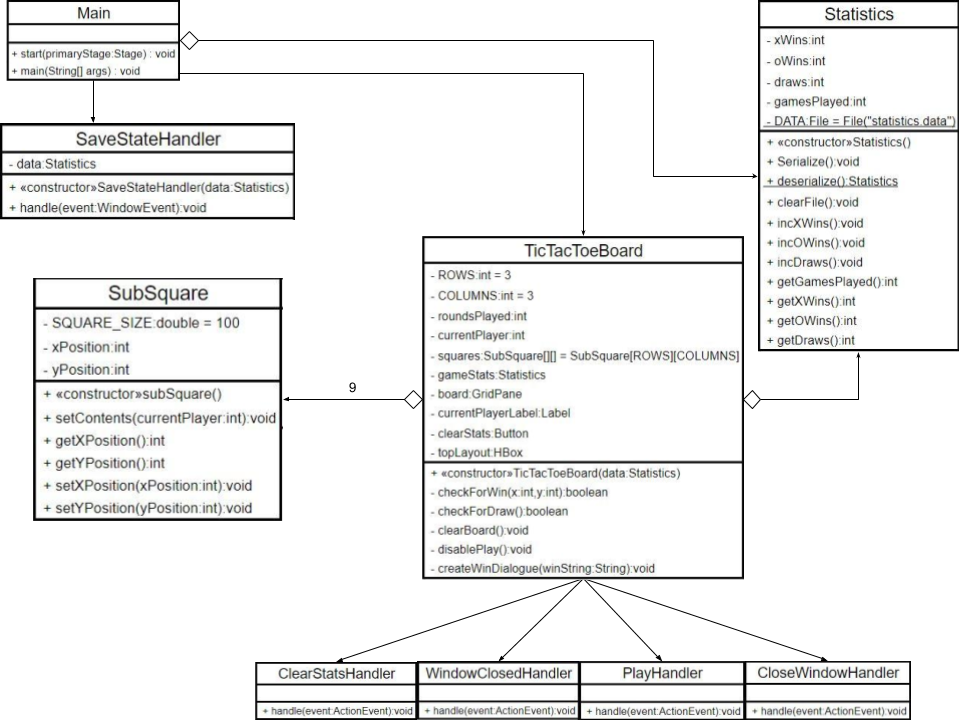 Main
+ start(primaryStage:Stage) : void
+ main(String[] args) : void
Statistics
- xWins:int
- oWins:int
- draws:int
- gamesPlayed:int
- DATA:File = File("statistics.data")
+ «constructor»Statistics()
+ Serialize():void
+ deserialize():Statistics
+ clearFile():void
+ incXWins():void
+ incOWins():void
+ incDraws():void
+ getGamesPlayed():int
+ getXWins():int
+ getOWins():int
+ getDraws():int
SaveStateHandler
- data:Statistics
+ «constructor»SaveStateHandler(data:Statistics)
+ handle(event:WindowEvent):void
TicTacToeBoard
- ROWS:int = 3
- COLUMNS:int = 3
- roundsPlayed:int
- currentPlayer:int
- squares:SubSquare[][] = SubSquare[ROWS][COLUMNS]
- gameStats:Statistics
- board:GridPane
- currentPlayerLabel:Label
- clearStats:Button
- topLayout:HBox
+ «constructor»TicTacToeBoard(data:Statistics)
- checkForWin(x:int,y:int):boolean
- checkForDraw():boolean
- clearBoard():void
- disablePlay():void
- createWinDialogue(winString:String):void
SubSquare
- SQUARE_SIZE:double = 100
- xPosition:int
- yPosition:int
+ «constructor»subSquare()
+ setContents(currentPlayer:int):void
+ getXPosition():int
+ getYPosition():int
+ setXPosition(xPosition:int):void
+ setYPosition(yPosition:int):void
9
ClearStatsHandler
+ handle(event:ActionEvent):void
WindowClosedHandler
+ handle(event:ActionEvent):void
PlayHandler
+ handle(event:ActionEvent):void
CloseWindowHandler
+ handle(event:ActionEvent):void